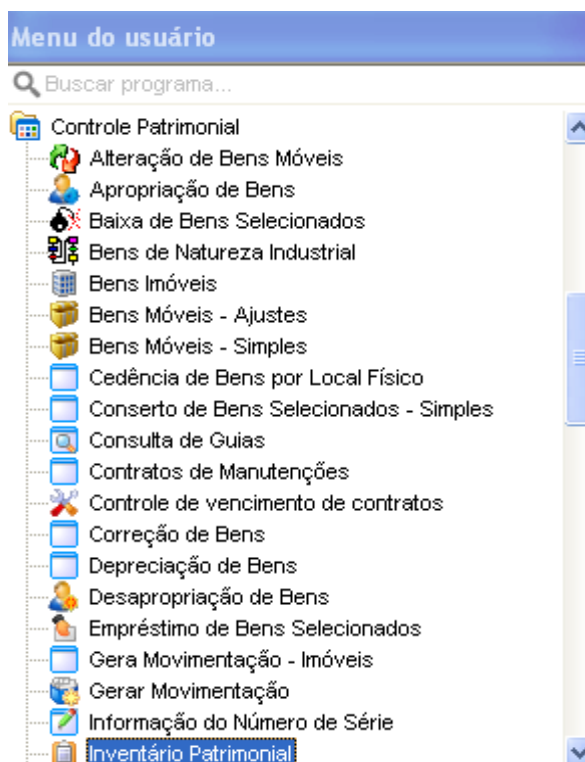 Menu do usuário
Buscar programa...
Controle Patrimonial
Alteração de Bens Móveis
Apropriação de Bens
Baixa de Bens Selecionados
Bens de Natureza Industrial
Bens Imóveis
Bens Móveis - Ajustes
Bens Móveis - Simples
Cedência de Bens por Local Físico
Conserto de Bens Selecionados - Simples
Consulta de Guias
Contratos de Manutenções
Controle de vencimento de contratos
Correção de Bens
Depreciação de Bens
Desapropriação de Bens
Empréstimo de Bens Selecionados
Gera Movimentação - Imóveis
Gerar Movimentação
Informação do Número de Série
Inventário Patrimonial